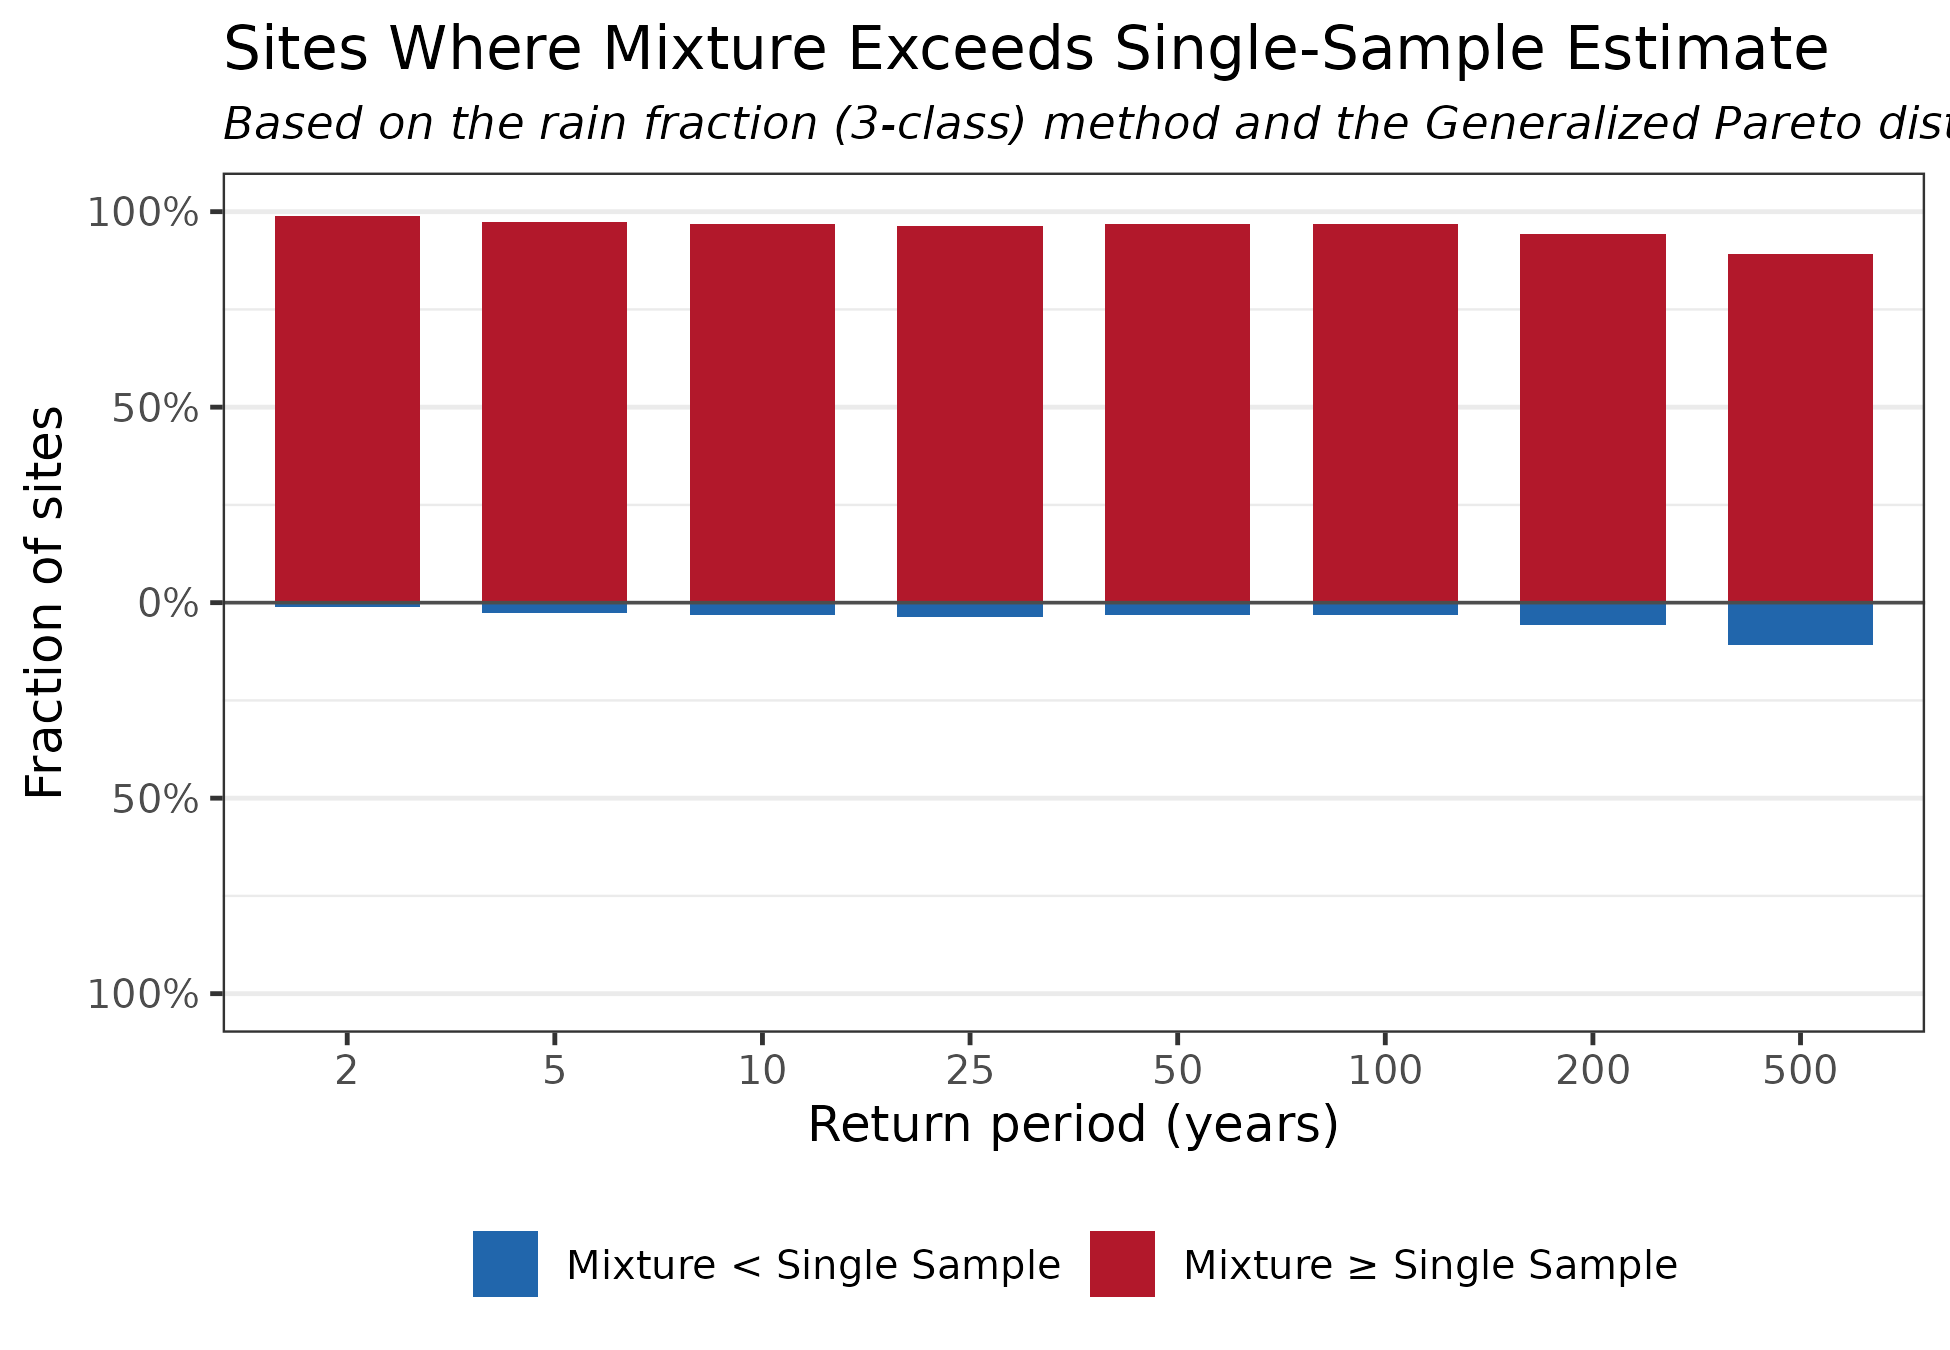 Sites Where Mixture Exceeds Single-Sample Estimate
Based on the rain fraction (3-class) method and the Generalized Pareto
100%
50%
0%
50%
100%
Fraction of sites
2 5 10 25 50 100 200 500
Return period (years)
Mixture < Single Sample Mixture ≥ Single Sample